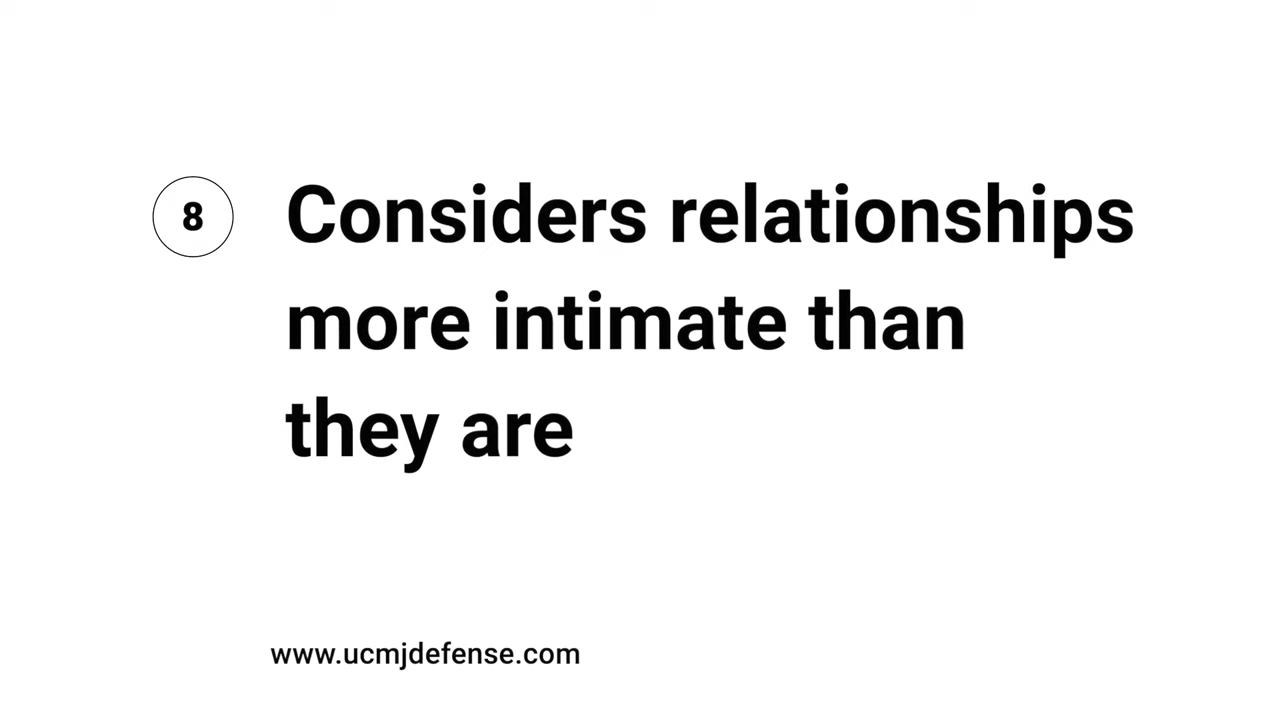 8
Considers relationships
more intimate than
they are
www.ucmjdefense.com